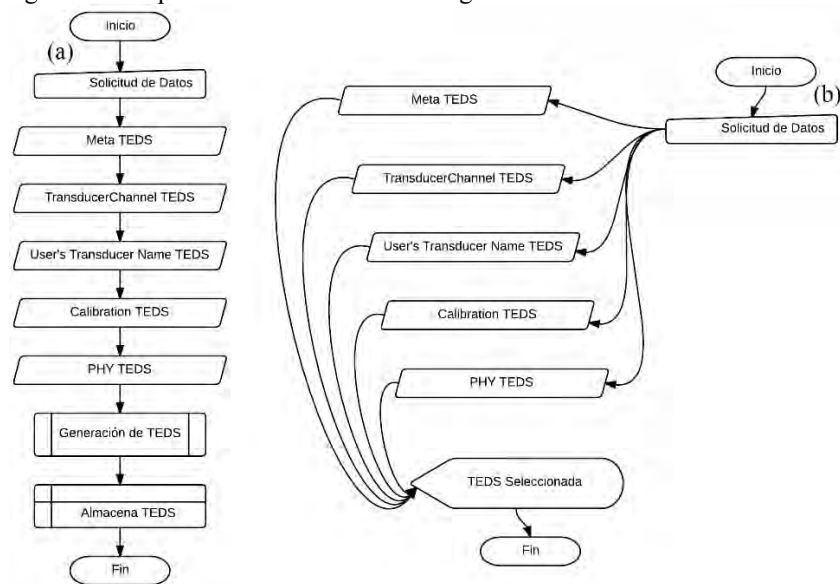 Inicio
(a)
Solicitud de Datos
Meta TEDS
TransducerChannel TEDS
User's Transducer Name TEDS
Calibration TEDS
PHY TEDS
Generación de TEDS
Almacena TEDS
Fin
Inicio
(b)
Solicitud de Datos
Meta TEDS
TransducerChannel TEDS
User's Transducer Name TEDS
Calibration TEDS
PHY TEDS
TEDS Seleccionada
Fin